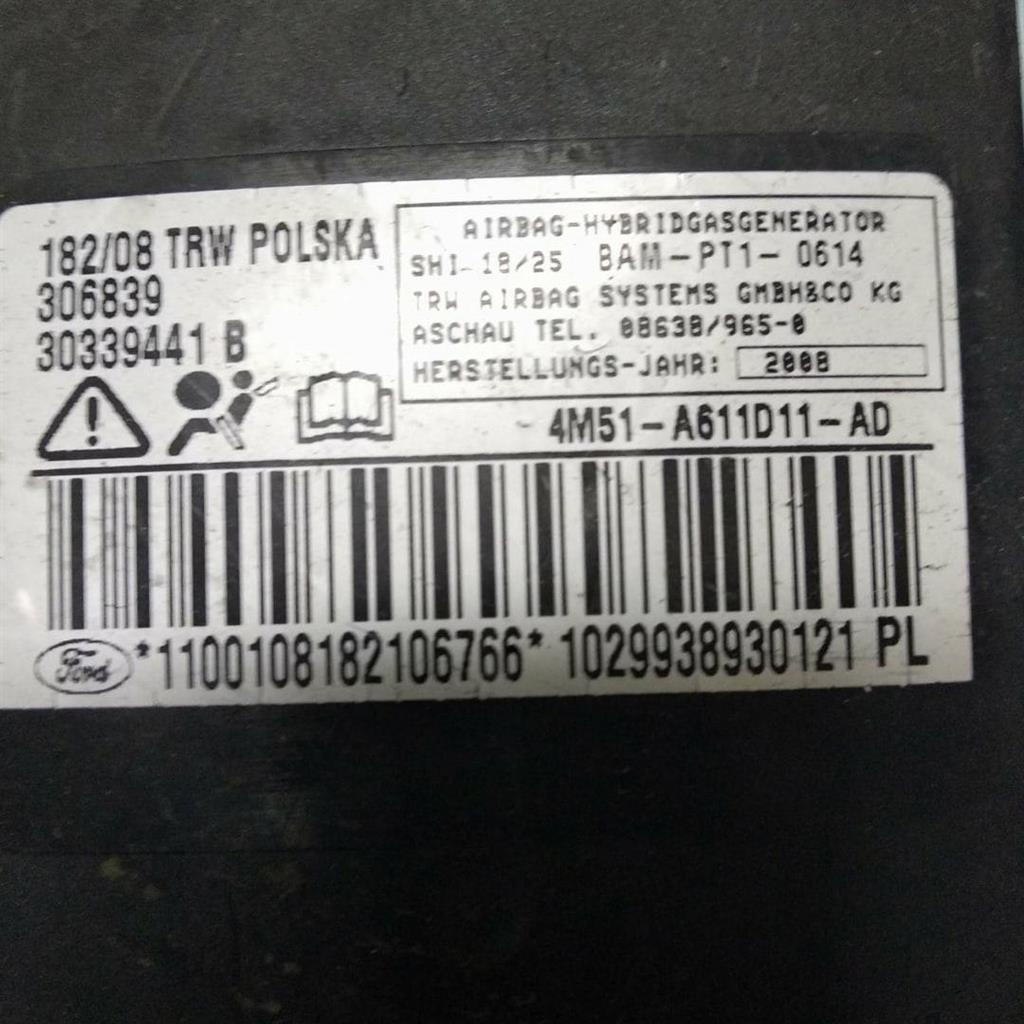 182/08 TRW POLSKA
306839
30339441 B
AIRBAG-HYBRIDGASGENERATOR
SHI 18/25 BAM-PT1-0614
TRW AIRBAG SYSTEMS GMBH&CO KG
ASCHAU TEL. 08638/965-0
HERSTELLUNGS-JAHR: 2008
4M51-A611D11-AD
Ford *1100108182106766* 1029938930121 PL